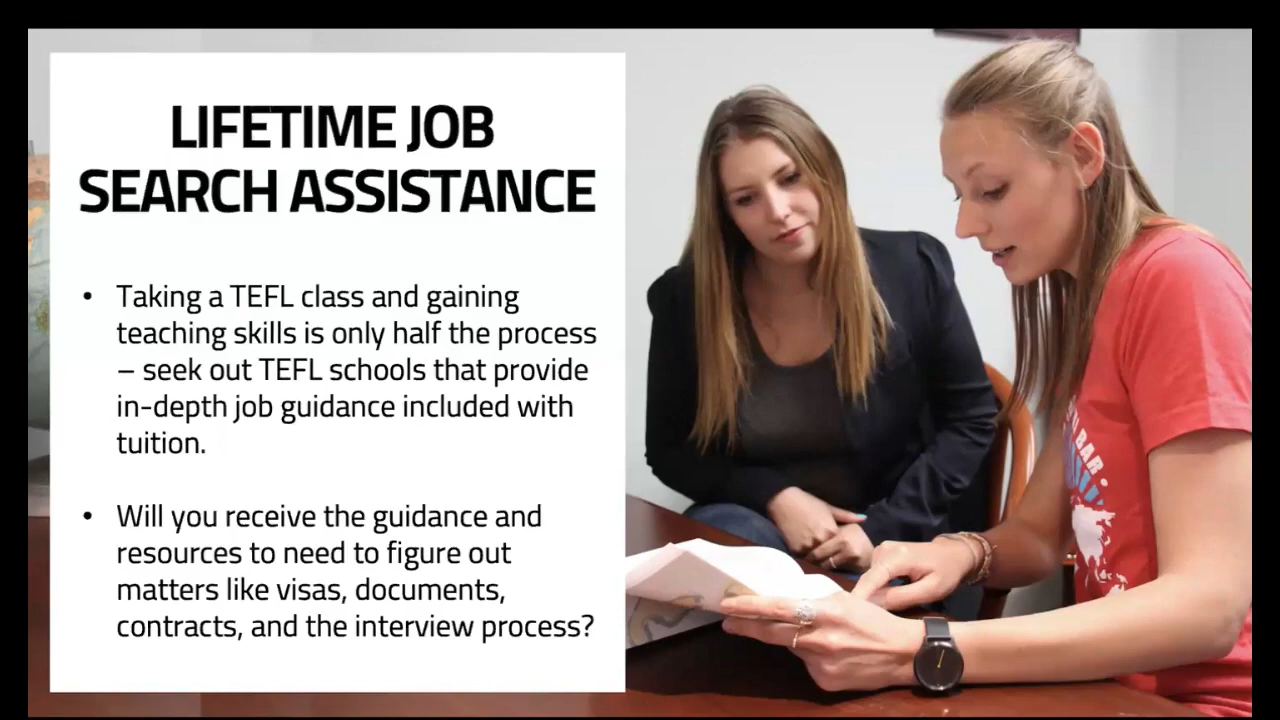 LIFETIME JOB
SEARCH ASSISTANCE
• Taking a TEFL class and gaining
teaching skills is only half the process
– seek out TEFL schools that provide
in-depth job guidance included with
tuition.
• Will you receive the guidance and
resources to need to figure out
matters like visas, documents,
contracts, and the interview process?
BAR